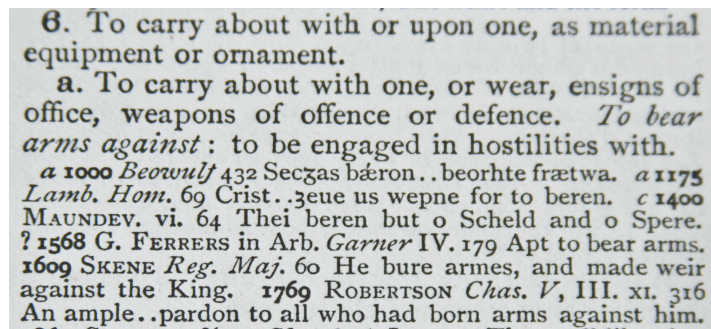 6. To carry about with or upon one, as material
equipment or ornament.
a. To carry about with one, or wear, ensigns of
office, weapons of offence or defence. To bear
arms against : to be engaged in hostilities with.
a 1000 Beowulf 432 Secʒas bǽron..beorhte frætwa. a 1175
Lamb. Hom. 69 Crist..ʒeue us wepne for to beren. c 1400
MAUNDEV. vi. 64 Thei beren but o Scheld and o Spere.
? 1568 G. FERRERS in Arb. Garner IV. 179 Apt to bear arms.
1609 SKENE Reg. Maj. 60 He bure armes, and made weir
against the King. 1769 ROBERTSON Chas. V, III. XI. 316
An ample..pardon to all who had born arms against him.